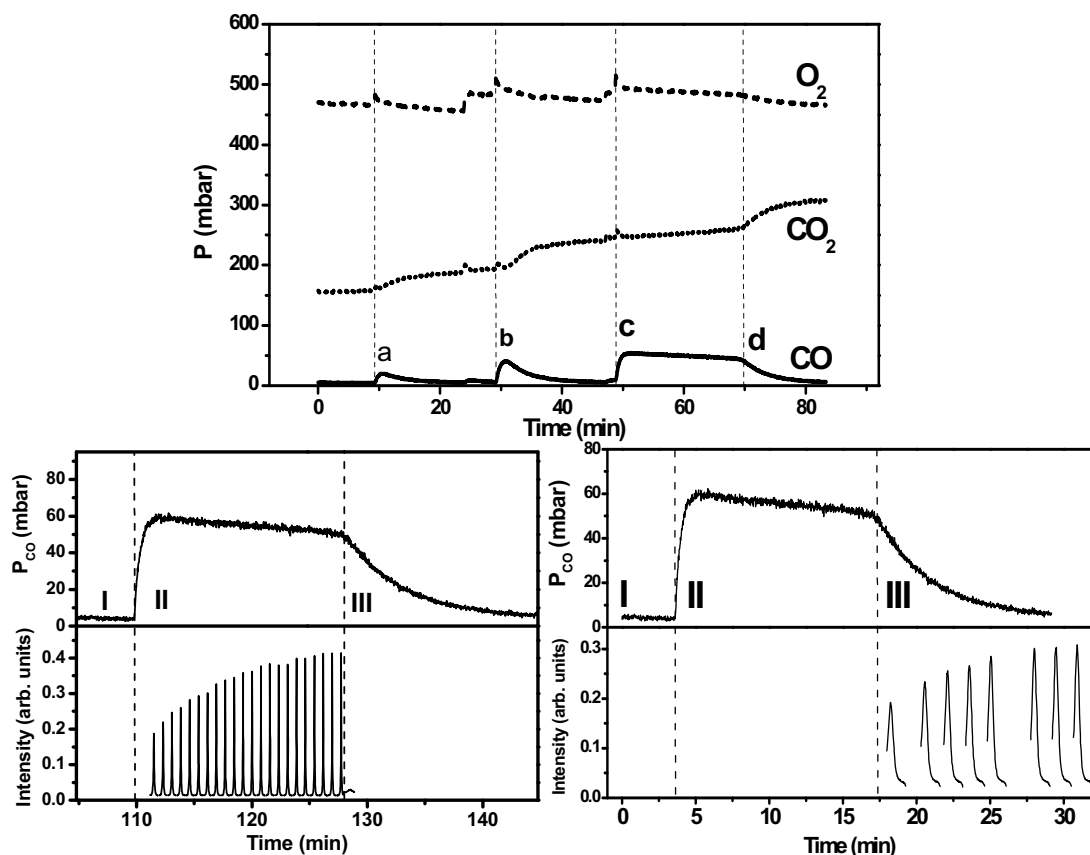 600
500
400
300
200
100
0
P (mbar)
O2
CO2
CO
a
b
c
d
0 20 40 60 80
Time (min)
80
60
40
20
0
PCO (mbar)
I II III
0.4
0.3
0.2
0.1
0.0
Intensity (arb. units)
110 120 130 140
Time (min)
80
60
40
20
0
PCO (mbar)
I II III
0.3
0.2
0.1
0.0
Intensity (arb. units)
0 5 10 15 20 25 30
Time (min)